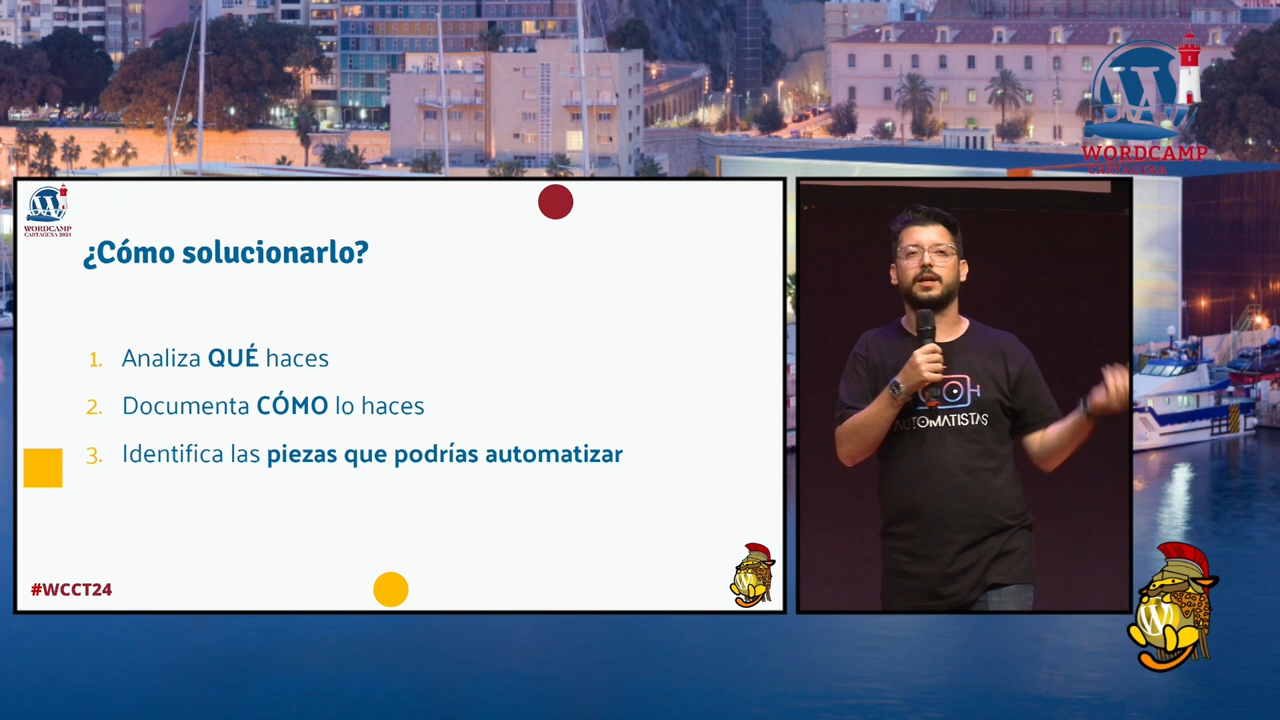 WORDCAMP
CARTAGENA
WORDCAMP
CARTAGENA 2024
¿Cómo solucionarlo?
1. Analiza QUÉ haces
2. Documenta CÓMO lo haces
3. Identifica las piezas que podrías automatizar
#WCCT24
AUTOMATISTAS